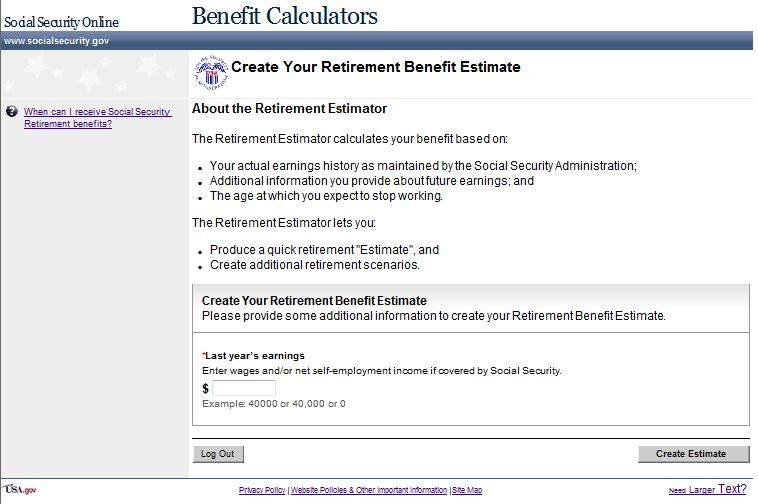 Social Security Online
Benefit Calculators
www.socialsecurity.gov
Create Your Retirement Benefit Estimate
When can I receive Social Security
Retirement benefits?
About the Retirement Estimator
The Retirement Estimator calculates your benefit based on:
Your actual earnings history as maintained by the Social Security Administration;
Additional information you provide about future earnings; and
The age at which you expect to stop working.
The Retirement Estimator lets you:
Produce a quick retirement "Estimate", and
Create additional retirement scenarios.
Create Your Retirement Benefit Estimate
Please provide some additional information to create your Retirement Benefit Estimate.
*Last year's earnings
Enter wages and/or net self-employment income if covered by Social Security.
$
Example: 40000 or 40,000 or 0
Log Out
Create Estimate
USA.gov
Privacy Policy | Website Policies & Other Important Information | Site Map
Need Larger Text?